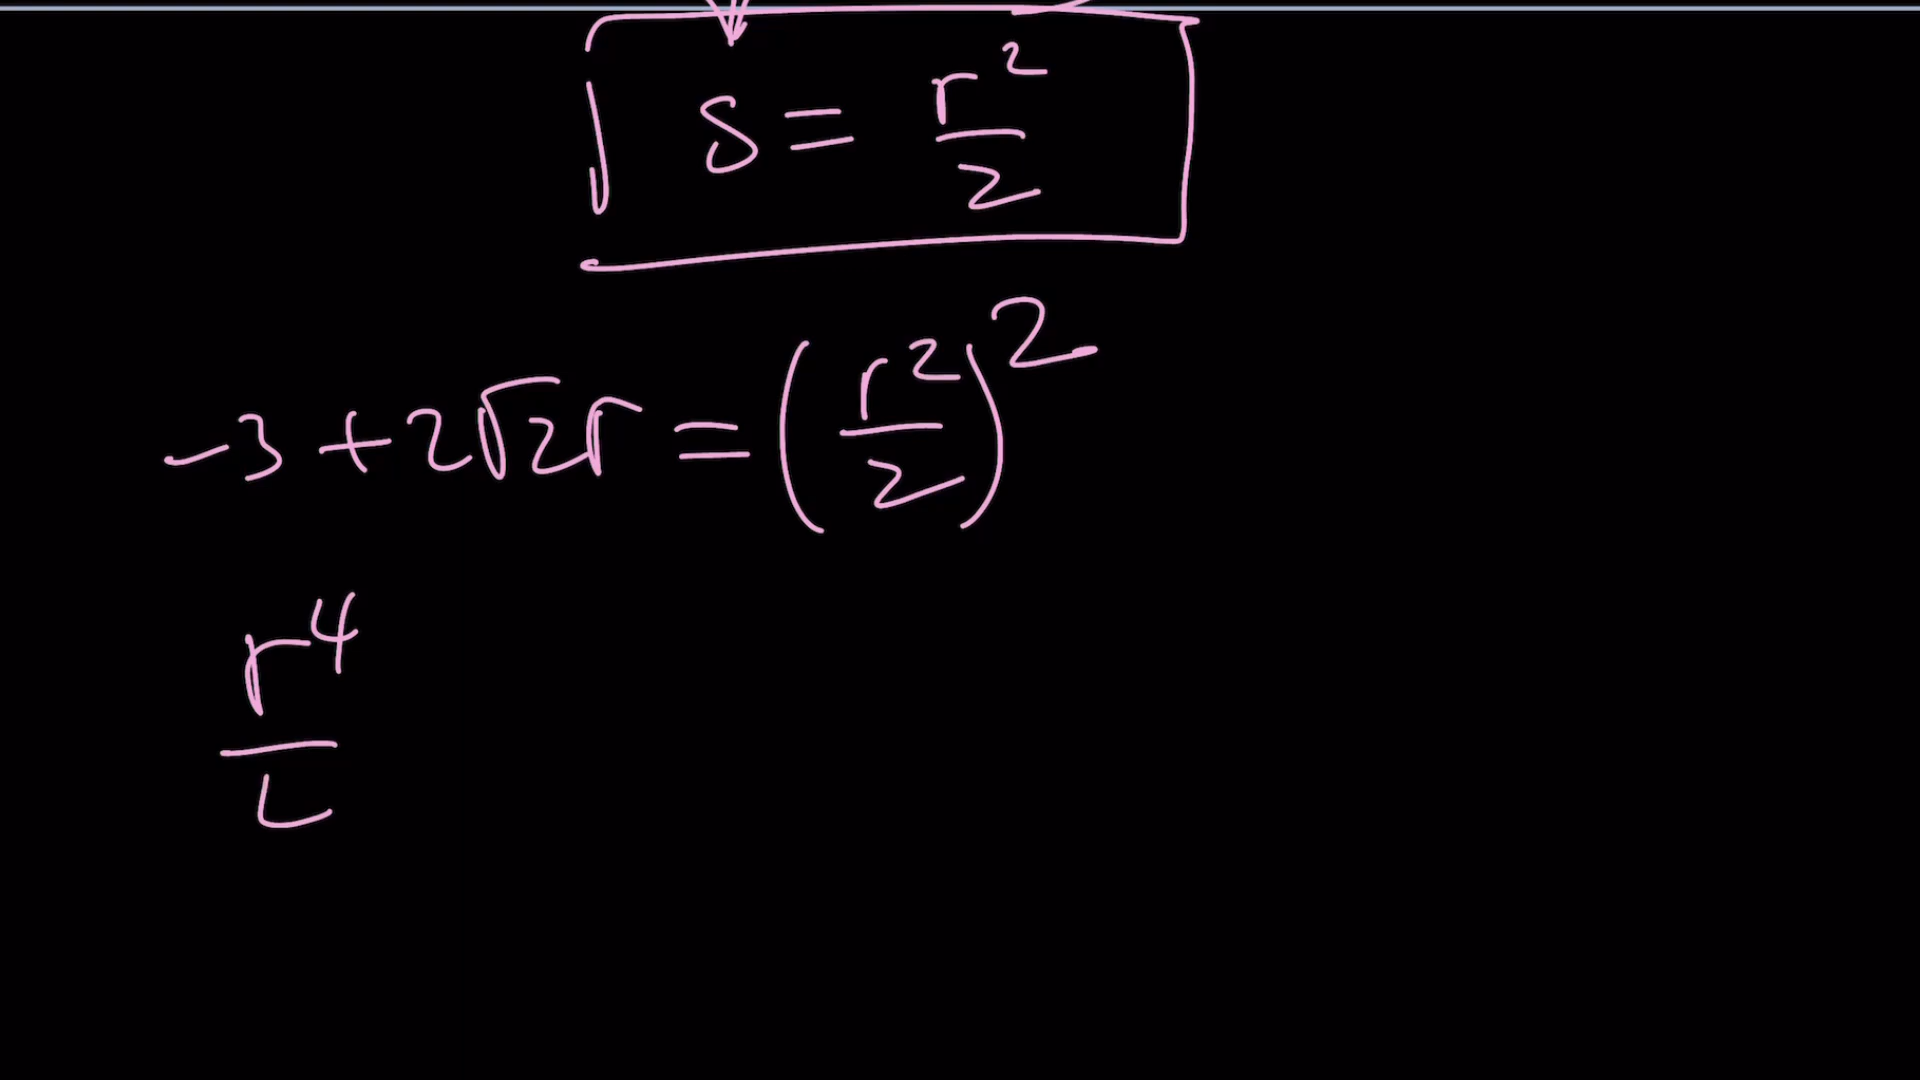 s = r²/2
-3 + 2√2r = (r²/2)²
r⁴/L